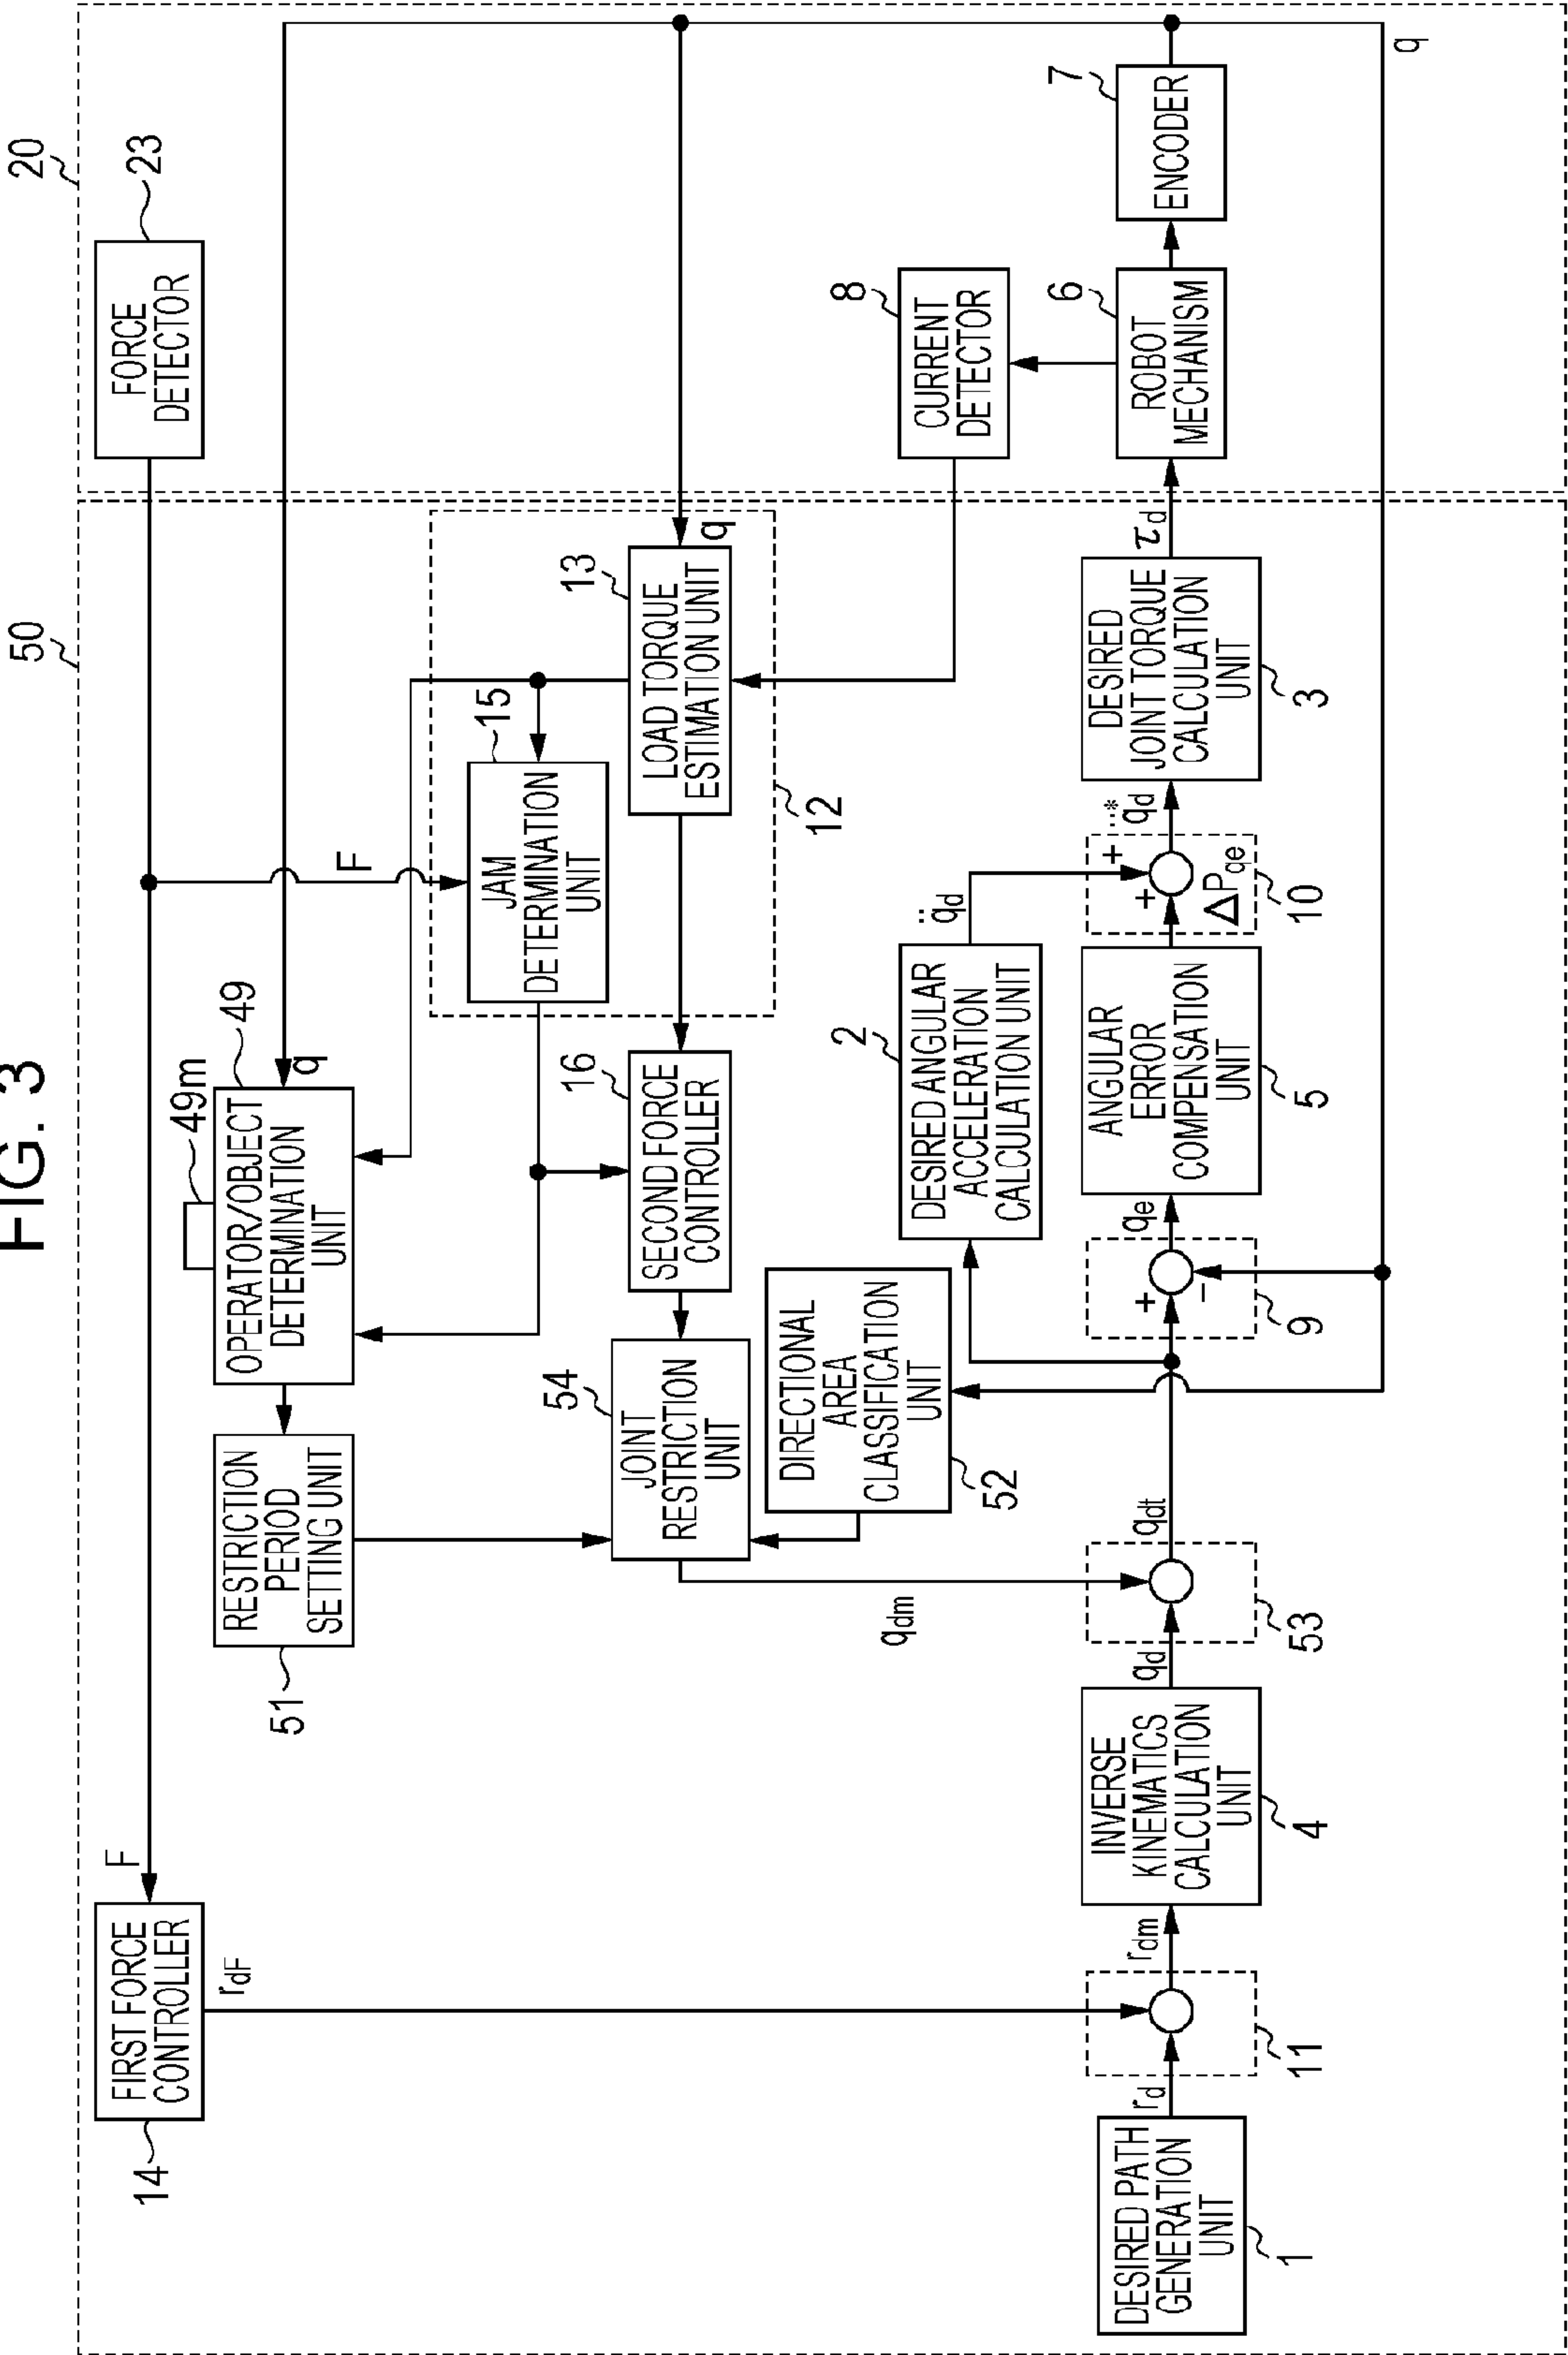 FIG. 3
50
20
FIRST FORCE
CONTROLLER
14
F
rdF
FORCE
DETECTOR
23
RESTRICTION
PERIOD
SETTING UNIT
51
OPERATOR/OBJECT
DETERMINATION
UNIT
49
49m
q
F
JAM
DETERMINATION
UNIT
15
LOAD TORQUE
ESTIMATION UNIT
13
q
12
SECOND FORCE
CONTROLLER
16
JOINT
RESTRICTION
UNIT
54
DIRECTIONAL
AREA
CLASSIFICATION
UNIT
52
qdm
DESIRED ANGULAR
ACCELERATION
CALCULATION UNIT
2
q̈d
CURRENT
DETECTOR
8
DESIRED PATH
GENERATION
UNIT
1
rd
11
rdm
INVERSE
KINEMATICS
CALCULATION
UNIT
4
qd
53
qdt
+
−
9
qe
ANGULAR
ERROR
COMPENSATION
UNIT
5
+
+
ΔPqe
10
q̈d*
DESIRED
JOINT TORQUE
CALCULATION
UNIT
3
τd
ROBOT
MECHANISM
6
ENCODER
7
q